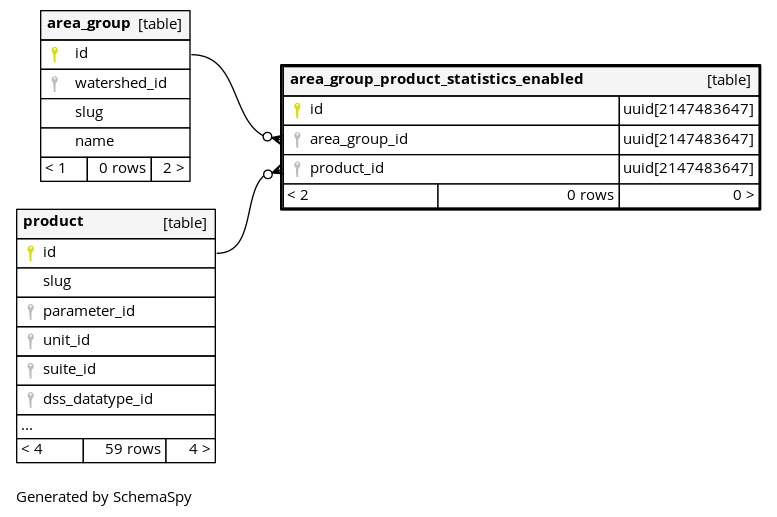 area_group [table]
id
watershed_id
slug
name
< 1 0 rows 2 >
area_group_product_statistics_enabled [table]
id uuid[2147483647]
area_group_id uuid[2147483647]
product_id uuid[2147483647]
< 2 0 rows 0 >
product [table]
id
slug
parameter_id
unit_id
suite_id
dss_datatype_id
...
< 4 59 rows 4 >
Generated by SchemaSpy